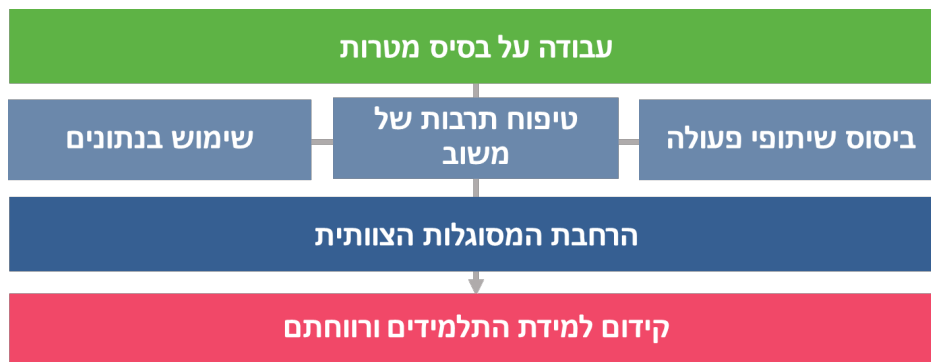 עבודה על בסיס מטרות
ביסוס שיתופי פעולה
טיפוח תרבות של
משוב
שימוש בנתונים
הרחבת המסוגלות הצוותית
קידום למידת התלמידים ורווחתם